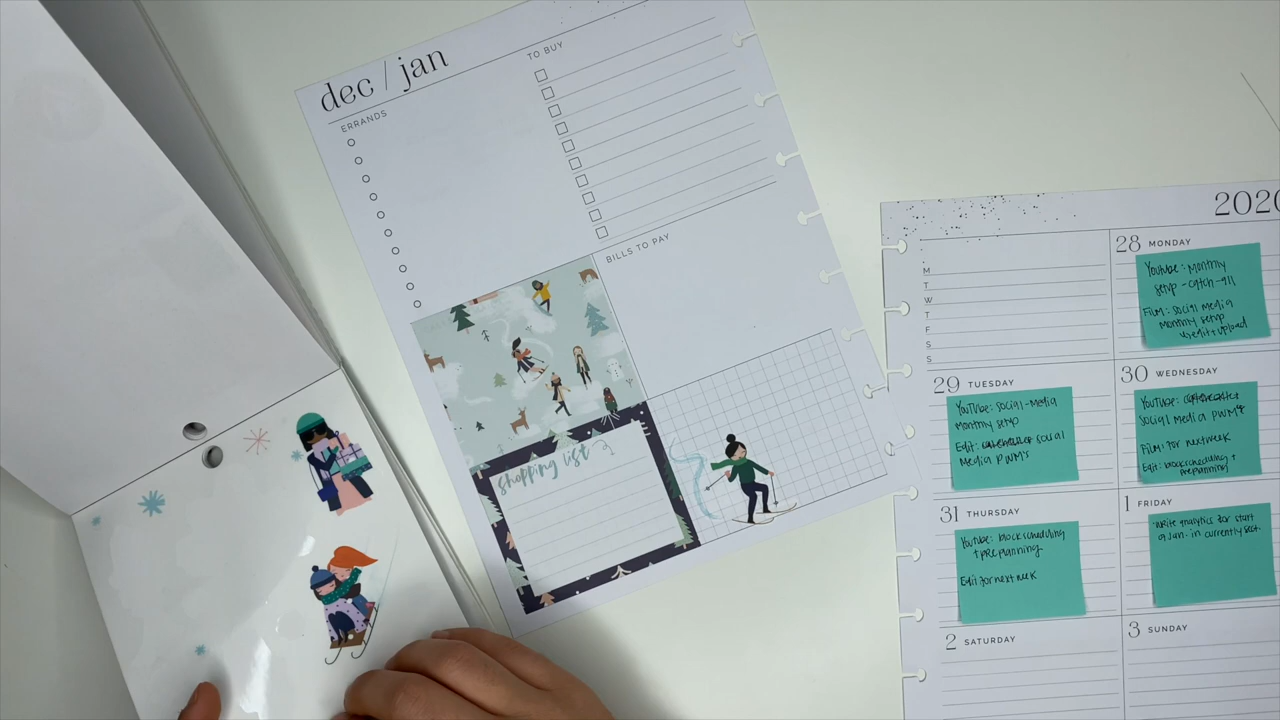 dec / jan
ERRANDS
TO BUY
BILLS TO PAY
shopping list
2020
M
T
W
T
F
S
S
28 MONDAY
Youtube: Monthly
setup - catch-all
Film: social media
monthly setup
edit + upload
29 TUESDAY
YouTube: social-media
Monthly setup
Edit: social
Media PWM's
30 WEDNESDAY
YouTube:
social media PWM's
Film: for next week
Edit: blockscheduling +
preplanning
31 THURSDAY
Youtube: blockscheduling
+ preplanning
Edit for next week
1 FRIDAY
-write analytics for start
of Jan. in currently sect.
2 SATURDAY
3 SUNDAY